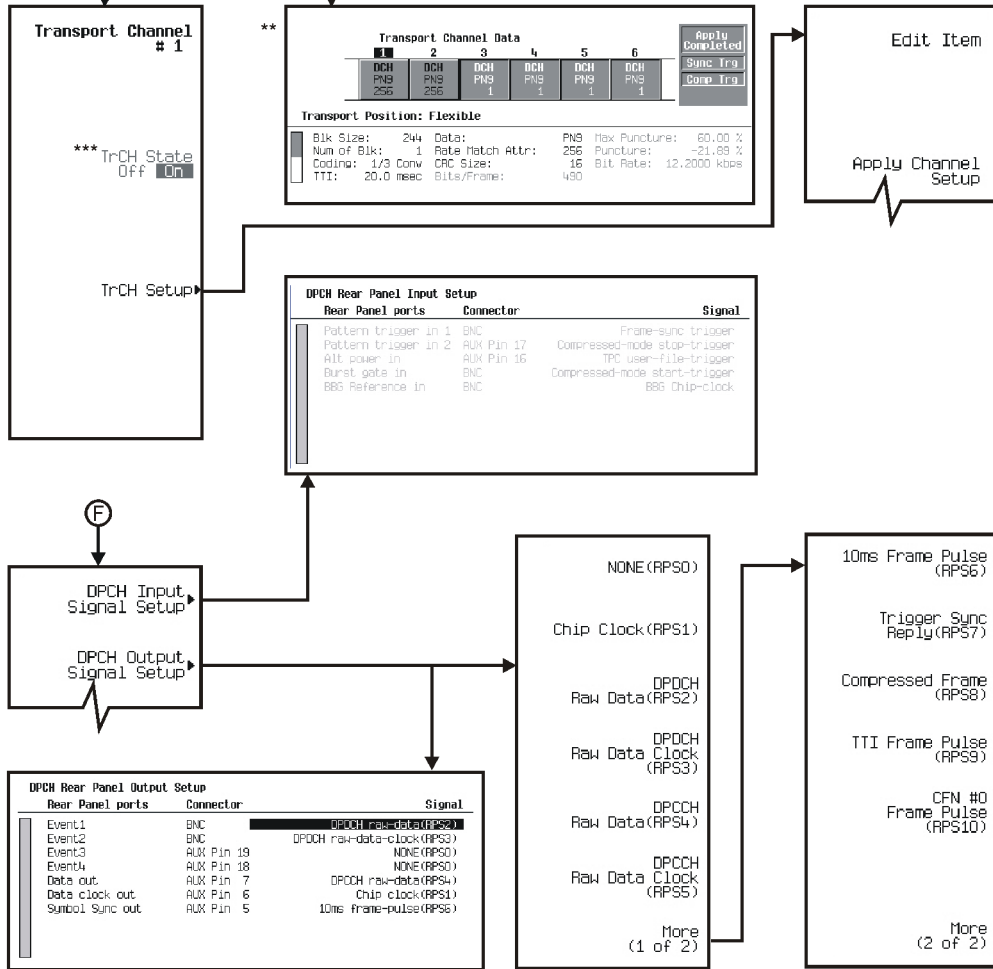 Transport Channel
# 1
***TrCH State
Off On
TrCH Setup
**
Transport Channel Data
1 2 3 4 5 6
DCH DCH DCH DCH DCH DCH
PN9 PN9 PN9 PN9 PN9 PN9
256 256 1 1 1 1
Apply
Completed
Sync Trg
Comp Trg
Transport Position: Flexible
Blk Size: 244 Data: PN9 Max Puncture: 60.00 %
Num of Blk: 1 Rate Match Attr: 256 Puncture: -21.89 %
Coding: 1/3 Conv CRC Size: 16 Bit Rate: 12.2000 kbps
TTI: 20.0 msec Bits/Frame: 490
Edit Item
Apply Channel
Setup
DPCH Rear Panel Input Setup
Rear Panel ports Connector Signal
Pattern trigger in 1 BNC Frame-sync trigger
Pattern trigger in 2 AUX Pin 17 Compressed-mode stop-trigger
Alt power in AUX Pin 16 TPC user-file-trigger
Burst gate in BNC Compressed-mode start-trigger
BBG Reference in BNC BBG Chip-clock
F
DPCH Input
Signal Setup
DPCH Output
Signal Setup
DPCH Rear Panel Output Setup
Rear Panel ports Connector Signal
Event1 BNC DPDCH raw-data(RPS2)
Event2 BNC DPDCH raw-data-clock(RPS3)
Event3 AUX Pin 19 NONE(RPS0)
Event4 AUX Pin 18 NONE(RPS0)
Data out AUX Pin 7 DPCCH raw-data(RPS4)
Data clock out AUX Pin 6 Chip clock(RPS1)
Symbol Sync out AUX Pin 5 10ms frame-pulse(RPS6)
NONE(RPS0)
Chip Clock(RPS1)
DPDCH
Raw Data(RPS2)
DPDCH
Raw Data Clock
(RPS3)
DPCCH
Raw Data(RPS4)
DPCCH
Raw Data Clock
(RPS5)
More
(1 of 2)
10ms Frame Pulse
(RPS6)
Trigger Sync
Reply(RPS7)
Compressed Frame
(RPS8)
TTI Frame Pulse
(RPS9)
CFN #0
Frame Pulse
(RPS10)
More
(2 of 2)